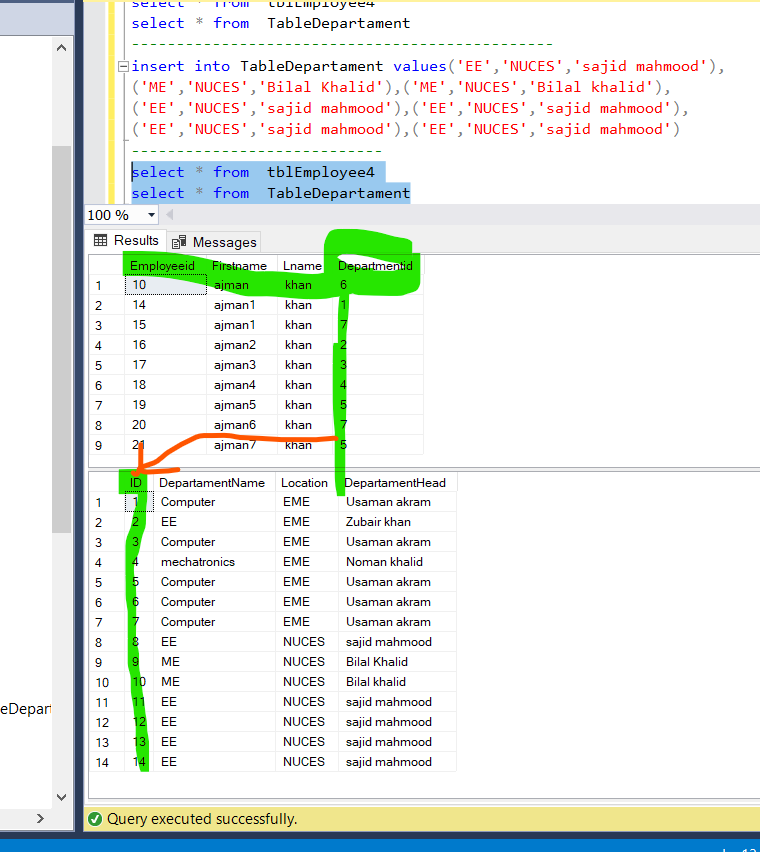 select * from  tblEmployee4
select * from  TableDepartament
-------------------------------------------------
insert into TableDepartament values('EE','NUCES','sajid mahmood'),
('ME','NUCES','Bilal Khalid'),('ME','NUCES','Bilal khalid'),
('EE','NUCES','sajid mahmood'),('EE','NUCES','sajid mahmood'),
('EE','NUCES','sajid mahmood'),('EE','NUCES','sajid mahmood')
-----------------------------
select * from  tblEmployee4
select * from  TableDepartament
100 %
Results Messages
Employeeid Firstname Lname Departmentid
1 10 ajman khan 6
2 14 ajman1 khan 1
3 15 ajman1 khan 7
4 16 ajman2 khan 2
5 17 ajman3 khan 3
6 18 ajman4 khan 4
7 19 ajman5 khan 5
8 20 ajman6 khan 7
9 21 ajman7 khan 5
ID DepartamentName Location DepartamentHead
1 1 Computer EME Usaman akram
2 2 EE EME Zubair khan
3 3 Computer EME Usaman akram
4 4 mechatronics EME Noman khalid
5 5 Computer EME Usaman akram
6 6 Computer EME Usaman akram
7 7 Computer EME Usaman akram
8 8 EE NUCES sajid mahmood
9 9 ME NUCES Bilal Khalid
10 10 ME NUCES Bilal khalid
11 11 EE NUCES sajid mahmood
12 12 EE NUCES sajid mahmood
13 13 EE NUCES sajid mahmood
14 14 EE NUCES sajid mahmood
eDepart
Query executed successfully.